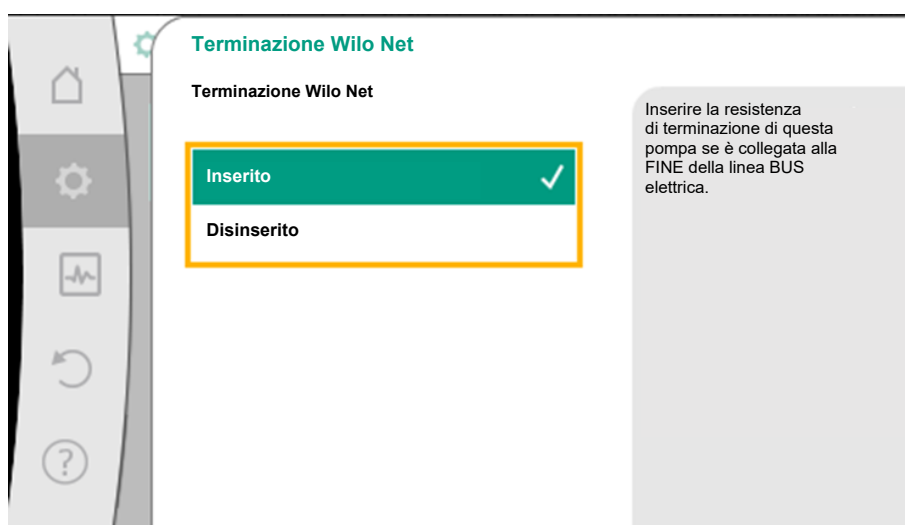 Terminazione Wilo Net
Terminazione Wilo Net
Inserito
Disinserito
Inserire la resistenza
di terminazione di questa
pompa se è collegata alla
FINE della linea BUS
elettrica.
?